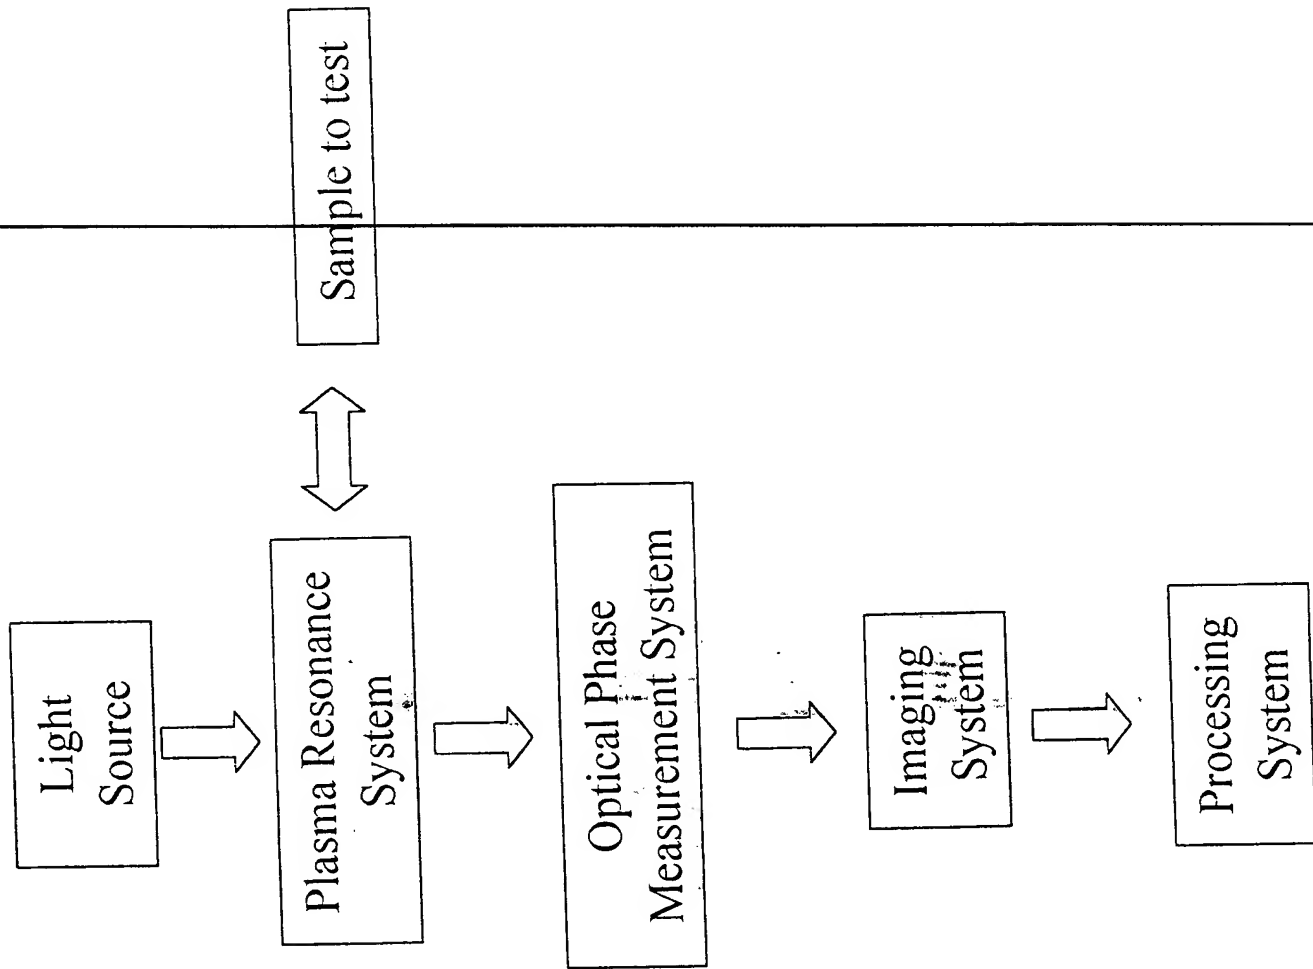 Light
Source
Plasma Resonance
System
Sample to test
Optical Phase
Measurement System
Imaging
System
Processing
System